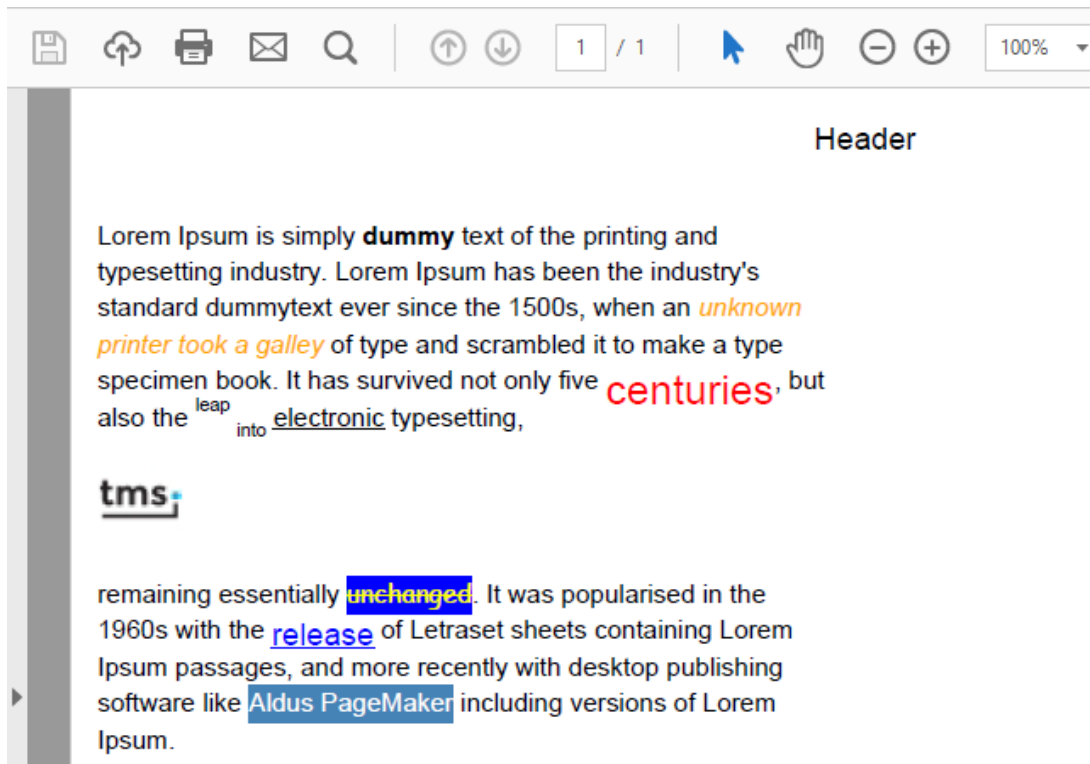 1 / 1 100%
Header
Lorem Ipsum is simply dummy text of the printing and
typesetting industry. Lorem Ipsum has been the industry's
standard dummytext ever since the 1500s, when an unknown
printer took a galley of type and scrambled it to make a type
specimen book. It has survived not only five centuries, but
also the leap into electronic typesetting,
tms
remaining essentially unchanged. It was popularised in the
1960s with the release of Letraset sheets containing Lorem
Ipsum passages, and more recently with desktop publishing
software like Aldus PageMaker including versions of Lorem
Ipsum.